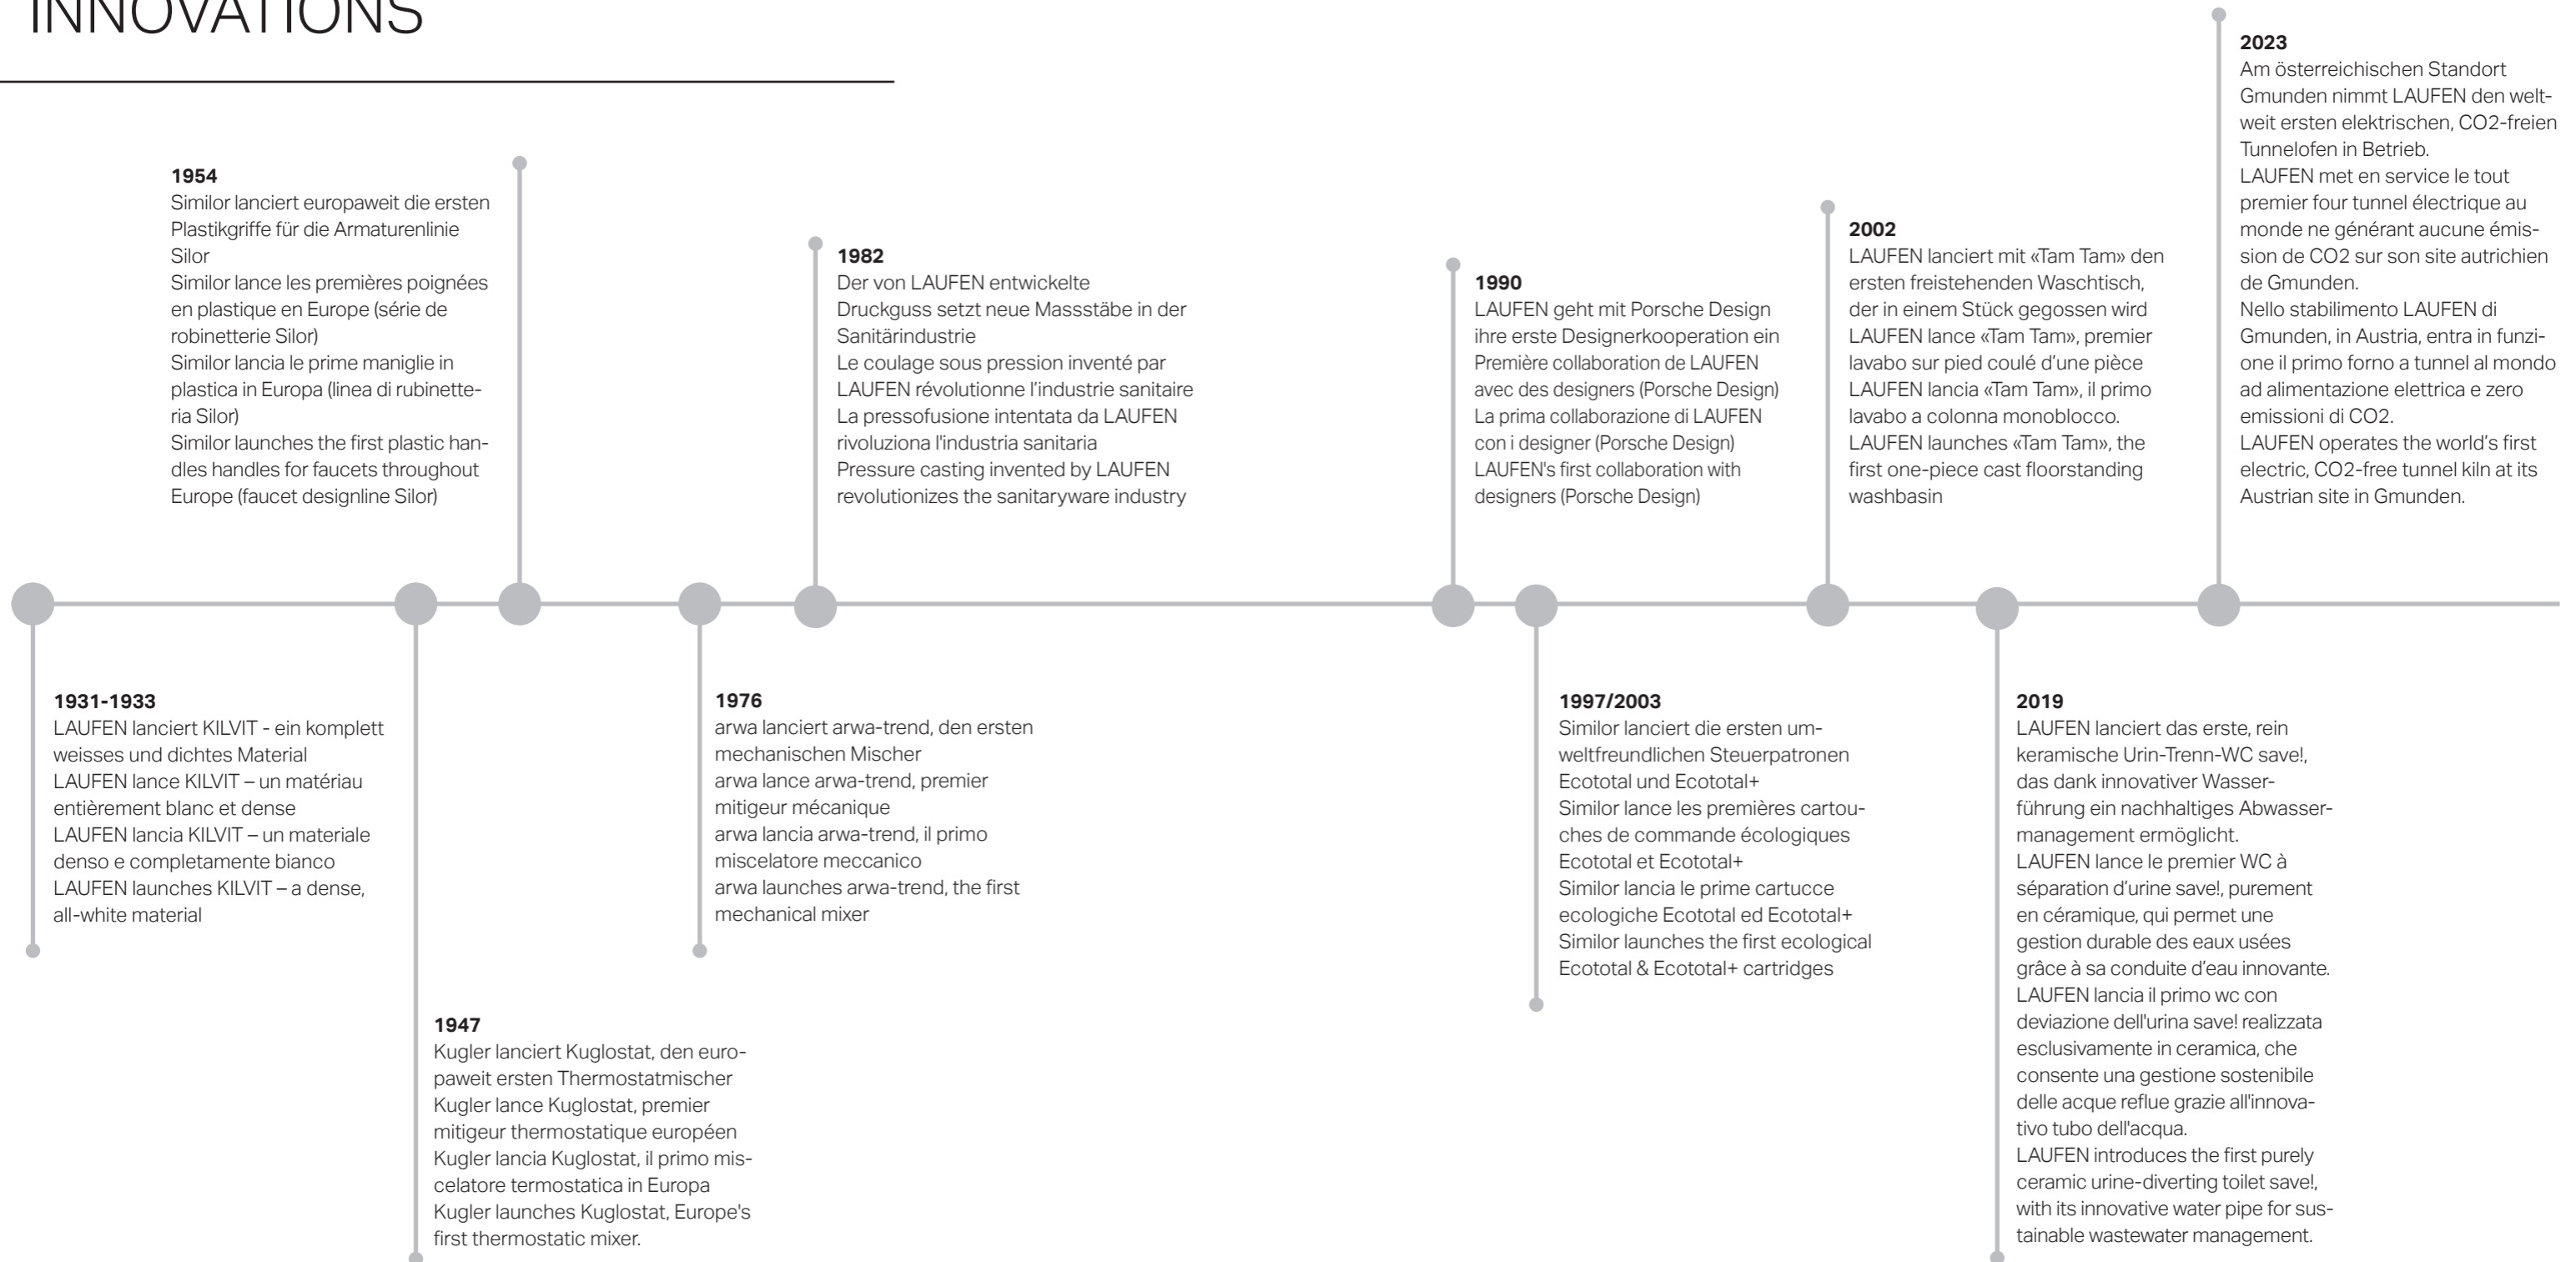 INNOVATIONS
1954
Similor lanciert europaweit die ersten
Plastikgriffe für die Armaturenlinie
Silor
Similor lance les premières poignées
en plastique en Europe (série de
robinetterie Silor)
Similor lancia le prime maniglie in
plastica in Europa (linea di rubinette-
ria Silor)
Similor launches the first plastic han-
dles handles for faucets throughout
Europe (faucet designline Silor)
1982
Der von LAUFEN entwickelte
Druckguss setzt neue Massstäbe in der
Sanitärindustrie
Le coulage sous pression inventé par
LAUFEN révolutionne l'industrie sanitaire
La pressofusione intentata da LAUFEN
rivoluziona l'industria sanitaria
Pressure casting invented by LAUFEN
revolutionizes the sanitaryware industry
1990
LAUFEN geht mit Porsche Design
ihre erste Designerkooperation ein
Première collaboration de LAUFEN
avec des designers (Porsche Design)
La prima collaborazione di LAUFEN
con i designer (Porsche Design)
LAUFEN's first collaboration with
designers (Porsche Design)
2002
LAUFEN lanciert mit «Tam Tam» den
ersten freistehenden Waschtisch,
der in einem Stück gegossen wird
LAUFEN lance «Tam Tam», premier
lavabo sur pied coulé d'une pièce
LAUFEN lancia «Tam Tam», il primo
lavabo a colonna monoblocco.
LAUFEN launches «Tam Tam», the
first one-piece cast floorstanding
washbasin
2023
Am österreichischen Standort
Gmunden nimmt LAUFEN den welt-
weit ersten elektrischen, CO2-freien
Tunnelofen in Betrieb.
LAUFEN met en service le tout
premier four tunnel électrique au
monde ne générant aucune émis-
sion de CO2 sur son site autrichien
de Gmunden.
Nello stabilimento LAUFEN di
Gmunden, in Austria, entra in funzi-
one il primo forno a tunnel al mondo
ad alimentazione elettrica e zero
emissioni di CO2.
LAUFEN operates the world's first
electric, CO2-free tunnel kiln at its
Austrian site in Gmunden.
1931-1933
LAUFEN lanciert KILVIT - ein komplett
weisses und dichtes Material
LAUFEN lance KILVIT – un matériau
entièrement blanc et dense
LAUFEN lancia KILVIT – un materiale
denso e completamente bianco
LAUFEN launches KILVIT – a dense,
all-white material
1947
Kugler lanciert Kuglostat, den euro-
paweit ersten Thermostatmischer
Kugler lance Kuglostat, premier
mitigeur thermostatique européen
Kugler lancia Kuglostat, il primo mis-
celatore termostatica in Europa
Kugler launches Kuglostat, Europe's
first thermostatic mixer.
1976
arwa lanciert arwa-trend, den ersten
mechanischen Mischer
arwa lance arwa-trend, premier
mitigeur mécanique
arwa lancia arwa-trend, il primo
miscelatore meccanico
arwa launches arwa-trend, the first
mechanical mixer
1997/2003
Similor lanciert die ersten um-
weltfreundlichen Steuerpatronen
Ecototal und Ecototal+
Similor lance les premières cartou-
ches de commande écologiques
Ecototal et Ecototal+
Similor lancia le prime cartucce
ecologiche Ecototal ed Ecototal+
Similor launches the first ecological
Ecototal & Ecototal+ cartridges
2019
LAUFEN lanciert das erste, rein
keramische Urin-Trenn-WC save!,
das dank innovativer Wasser-
führung ein nachhaltiges Abwasser-
management ermöglicht.
LAUFEN lance le premier WC à
séparation d'urine save!, purement
en céramique, qui permet une
gestion durable des eaux usées
grâce à sa conduite d'eau innovante.
LAUFEN lancia il primo wc con
deviazione dell'urina save! realizzata
esclusivamente in ceramica, che
consente una gestione sostenibile
delle acque reflue grazie all'innova-
tivo tubo dell'acqua.
LAUFEN introduces the first purely
ceramic urine-diverting toilet save!,
with its innovative water pipe for sus-
tainable wastewater management.